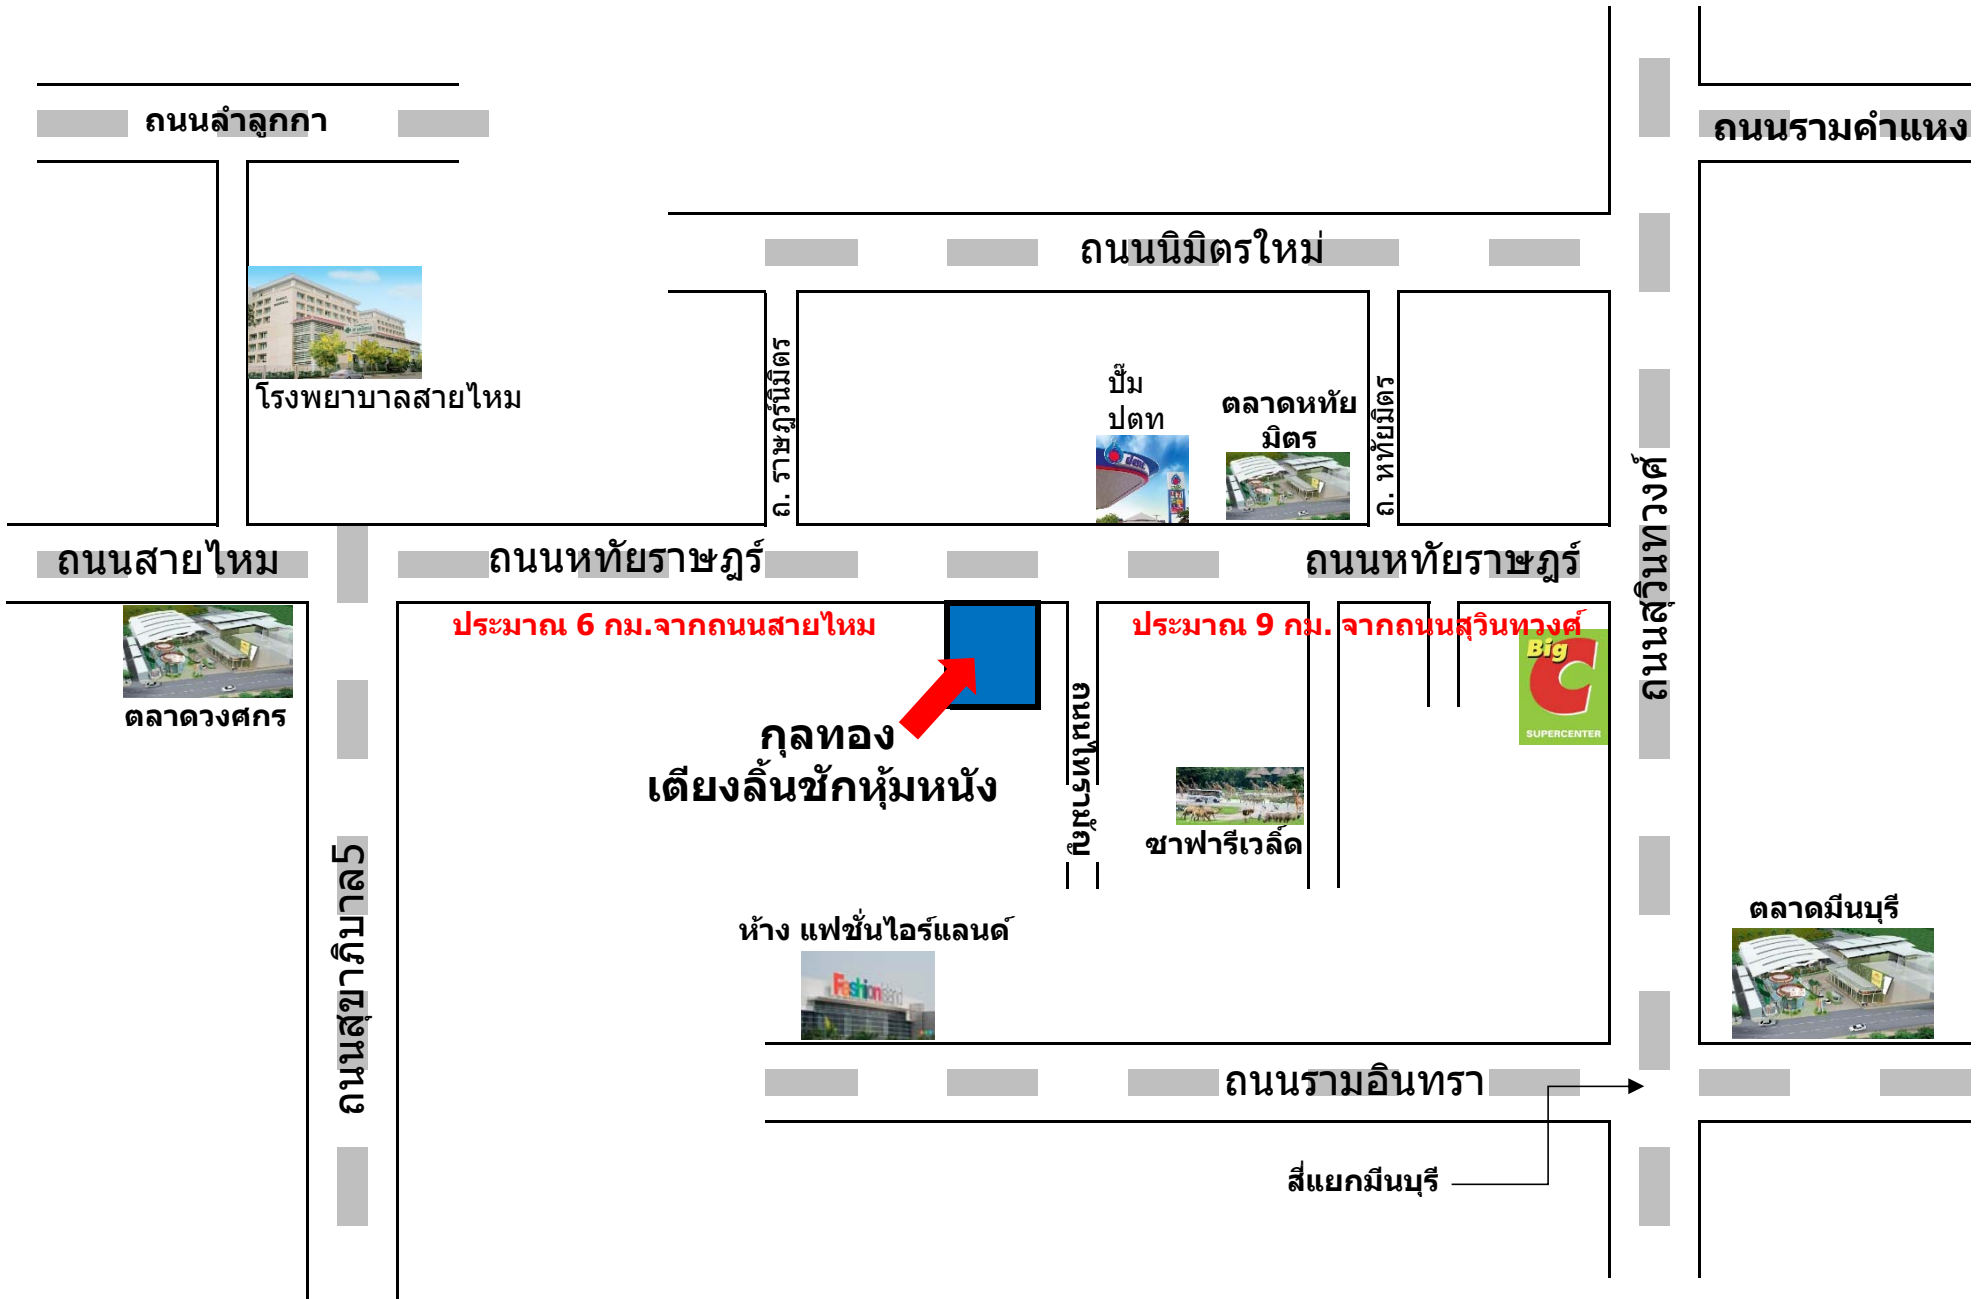 ถนนลำลูกกา
ถนนรามคำแหง
ถนนนิมิตรใหม่
โรงพยาบาลสายไหม
ถ. ราษฎร์นิมิตร
ปั๊ม
ปตท
ตลาดหทัย
มิตร
ถ. หทัยมิตร
ถนนสุวินทวงศ์
ถนนสายไหม
ถนนหทัยราษฎร์
ถนนหทัยราษฎร์
ประมาณ 6 กม.จากถนนสายไหม
ประมาณ 9 กม. จากถนนสุวินทวงศ์
Big
C
SUPERCENTER
ตลาดวงศกร
กุลทอง
เตียงลิ้นชักหุ้มหนัง
ถนนไทรามัญ
ซาฟารีเวลิ์ด
ถนนสุขาภิบาล5
ห้าง แฟชั่นไอร์แลนด์
Fashion Island
ตลาดมีนบุรี
ถนนรามอินทรา
สี่แยกมีนบุรี